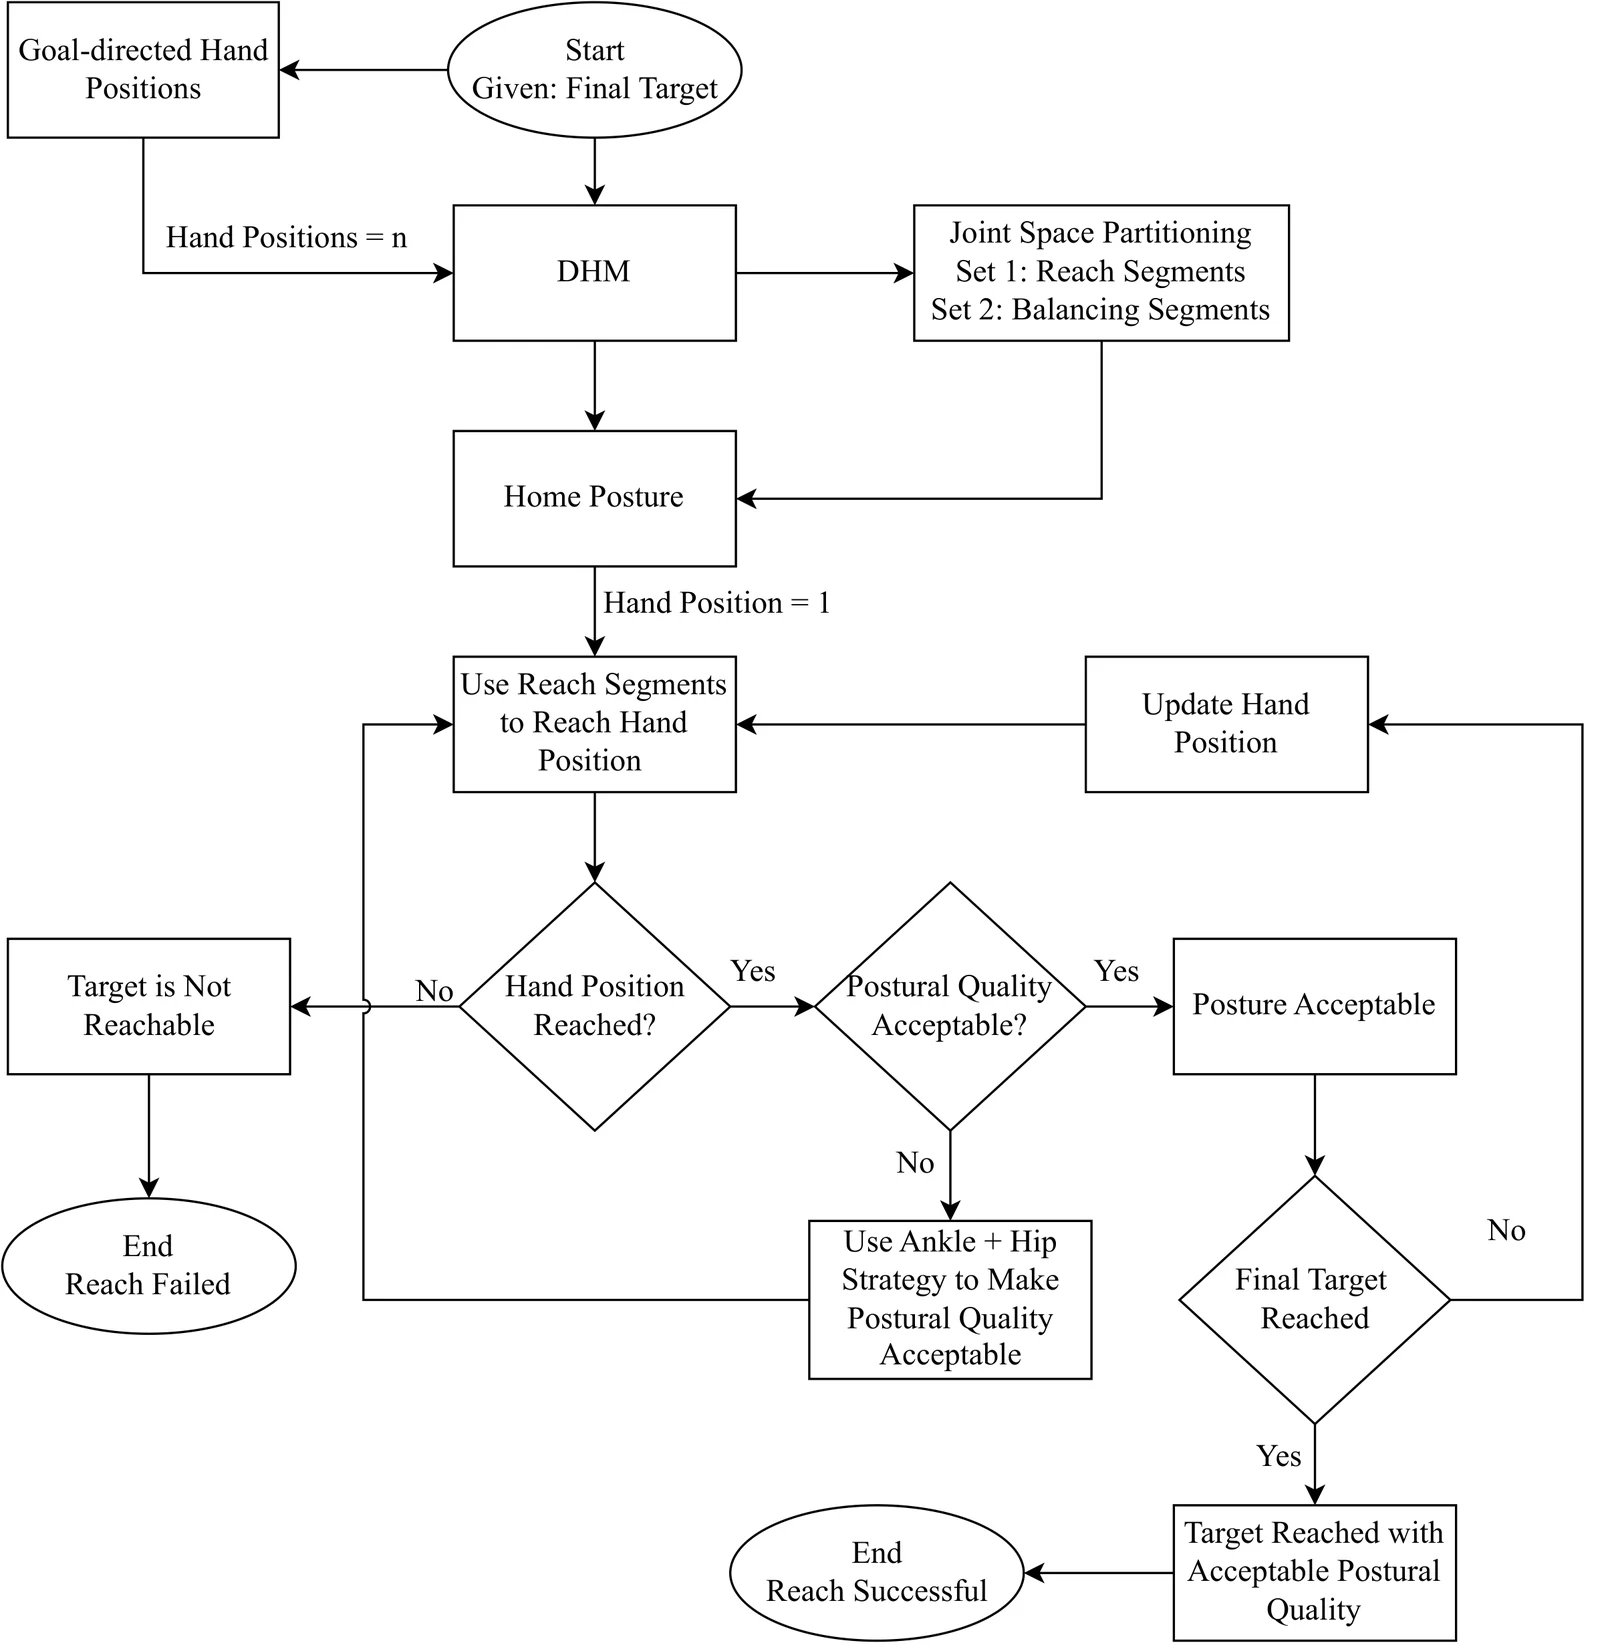 Goal-directed Hand
Positions
Start
Given: Final Target
Hand Positions = n
DHM
Joint Space Partitioning
Set 1: Reach Segments
Set 2: Balancing Segments
Home Posture
Hand Position = 1
Use Reach Segments
to Reach Hand
Position
Update Hand
Position
Target is Not
Reachable
No
Hand Position
Reached?
Yes
Postural Quality
Acceptable?
Yes
Posture Acceptable
No
End
Reach Failed
Use Ankle + Hip
Strategy to Make
Postural Quality
Acceptable
Final Target
Reached
No
Yes
End
Reach Successful
Target Reached with
Acceptable Postural
Quality